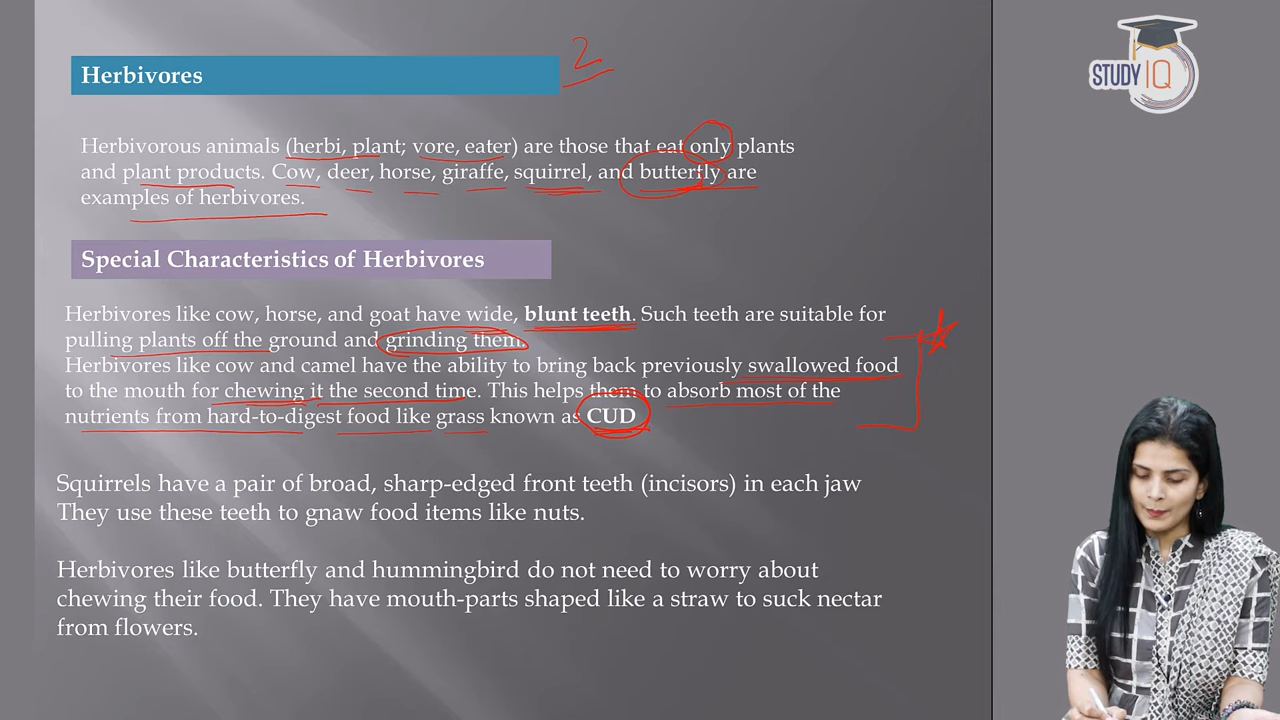 STUDY IQ
Herbivores
2
Herbivorous animals (herbi, plant; vore, eater) are those that eat only plants
and plant products. Cow, deer, horse, giraffe, squirrel, and butterfly are
examples of herbivores.
Special Characteristics of Herbivores
Herbivores like cow, horse, and goat have wide, blunt teeth. Such teeth are suitable for
pulling plants off the ground and grinding them.
Herbivores like cow and camel have the ability to bring back previously swallowed food
to the mouth for chewing it the second time. This helps them to absorb most of the
nutrients from hard-to-digest food like grass known as CUD
Squirrels have a pair of broad, sharp-edged front teeth (incisors) in each jaw
They use these teeth to gnaw food items like nuts.
Herbivores like butterfly and hummingbird do not need to worry about
chewing their food. They have mouth-parts shaped like a straw to suck nectar
from flowers.